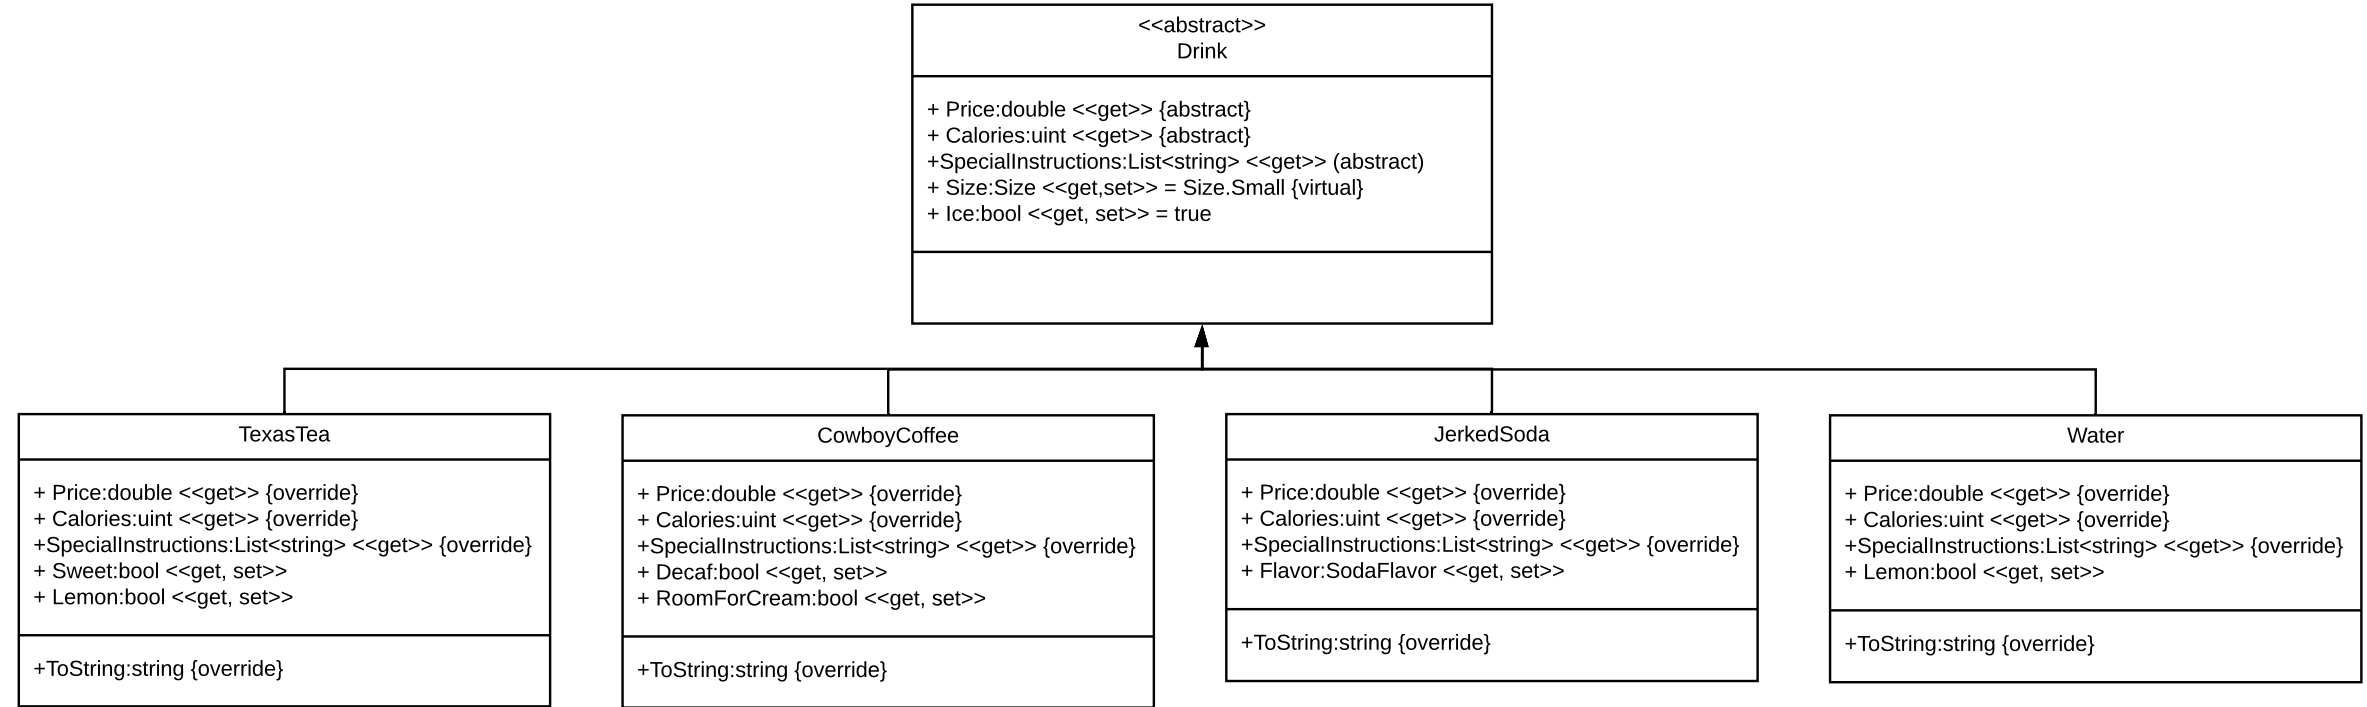 <<abstract>>
Drink
+ Price:double <<get>> {abstract}
+ Calories:uint <<get>> {abstract}
+SpecialInstructions:List<string> <<get>> (abstract)
+ Size:Size <<get,set>> = Size.Small {virtual}
+ Ice:bool <<get, set>> = true
TexasTea
+ Price:double <<get>> {override}
+ Calories:uint <<get>> {override}
+SpecialInstructions:List<string> <<get>> {override}
+ Sweet:bool <<get, set>>
+ Lemon:bool <<get, set>>
+ToString:string {override}
CowboyCoffee
+ Price:double <<get>> {override}
+ Calories:uint <<get>> {override}
+SpecialInstructions:List<string> <<get>> {override}
+ Decaf:bool <<get, set>>
+ RoomForCream:bool <<get, set>>
+ToString:string {override}
JerkedSoda
+ Price:double <<get>> {override}
+ Calories:uint <<get>> {override}
+SpecialInstructions:List<string> <<get>> {override}
+ Flavor:SodaFlavor <<get, set>>
+ToString:string {override}
Water
+ Price:double <<get>> {override}
+ Calories:uint <<get>> {override}
+SpecialInstructions:List<string> <<get>> {override}
+ Lemon:bool <<get, set>>
+ToString:string {override}